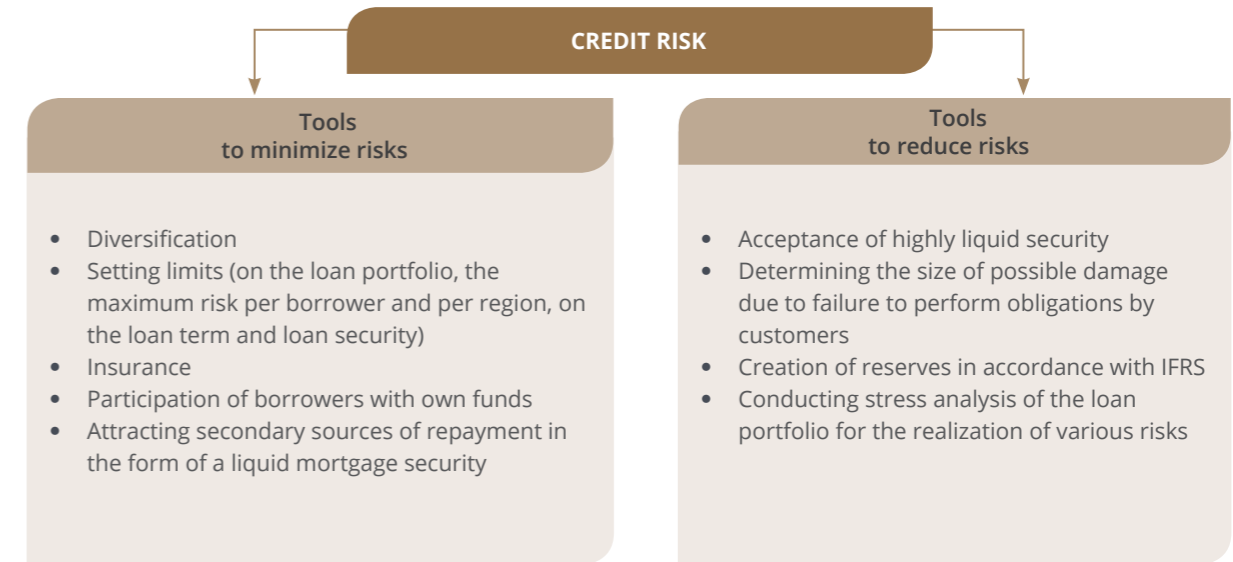 CREDIT RISK
Tools
to minimize risks
• Diversification
• Setting limits (on the loan portfolio, the
maximum risk per borrower and per region, on
the loan term and loan security)
• Insurance
• Participation of borrowers with own funds
• Attracting secondary sources of repayment in
the form of a liquid mortgage security
Tools
to reduce risks
• Acceptance of highly liquid security
• Determining the size of possible damage
due to failure to perform obligations by
customers
• Creation of reserves in accordance with IFRS
• Conducting stress analysis of the loan
portfolio for the realization of various risks